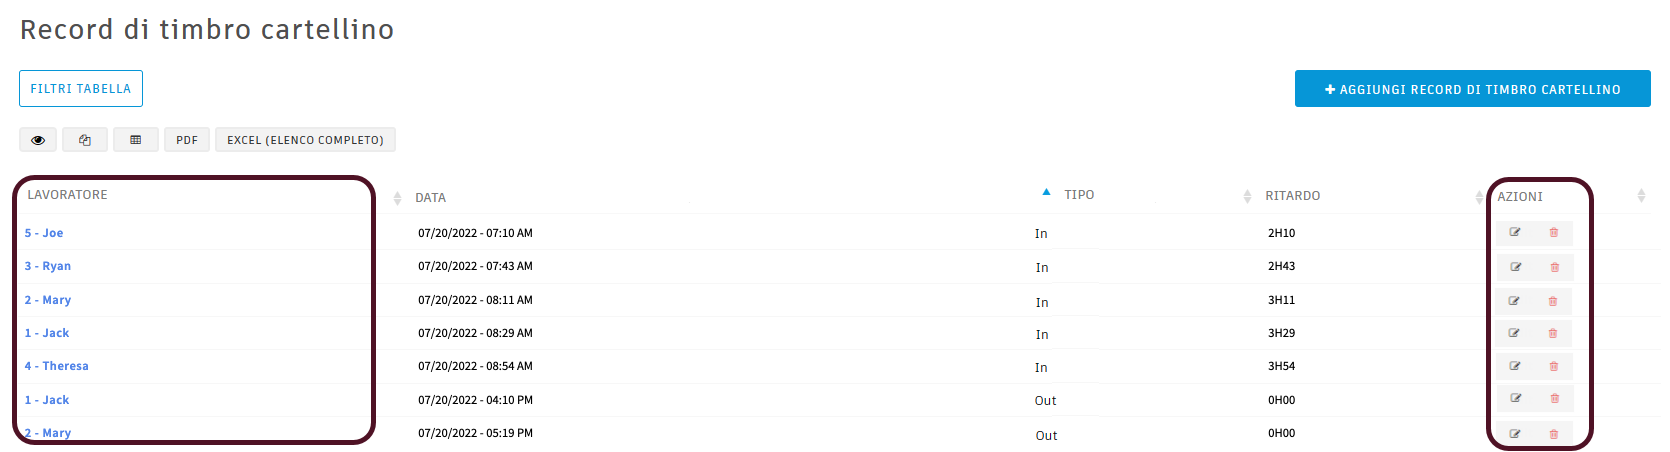 Record di timbro cartellino
FILTRI TABELLA
AGGIUNGI RECORD DI TIMBRO CARTELLINO
PDF EXCEL (ELENCO COMPLETO)
LAVORATORE DATA TIPO RITARDO AZIONI
5 - Joe 07/20/2022 - 07:10 AM In 2H10
3 - Ryan 07/20/2022 - 07:43 AM In 2H43
2 - Mary 07/20/2022 - 08:11 AM In 3H11
1 - Jack 07/20/2022 - 08:29 AM In 3H29
4 - Theresa 07/20/2022 - 08:54 AM In 3H54
1 - Jack 07/20/2022 - 04:10 PM Out 0H00
2 - Mary 07/20/2022 - 05:19 PM Out 0H00